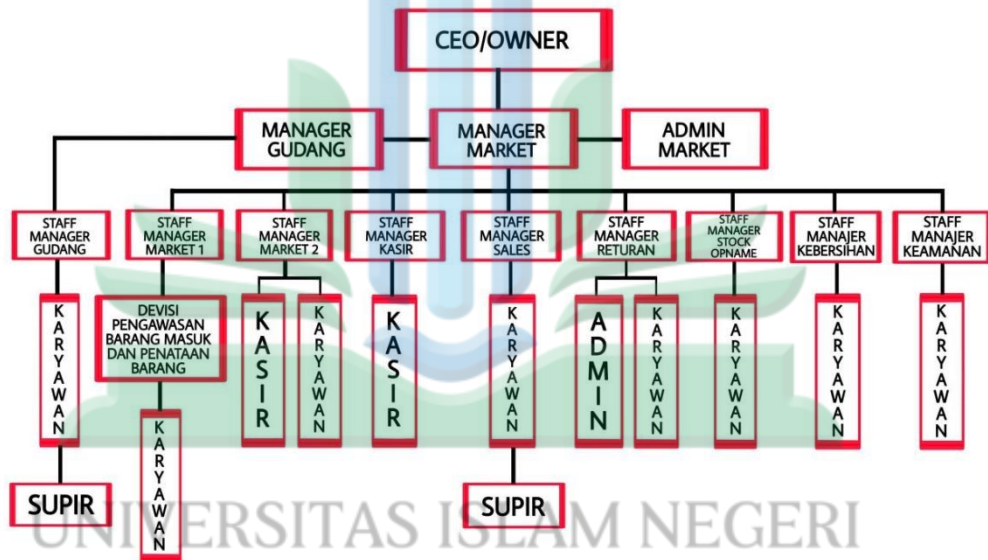 CEO/OWNER
MANAGER
GUDANG
MANAGER
MARKET
ADMIN
MARKET
STAFF
MANAGER
GUDANG
STAFF
MANAGER
MARKET 1
STAFF
MANAGER
MARKET 2
STAFF
MANAGER
KASIR
STAFF
MANAGER
SALES
STAFF
MANAGER
RETURAN
STAFF
MANAGER
STOCK
OPNAME
STAFF
MANAJER
KEBERSIHAN
STAFF
MANAJER
KEAMANAN
KARYAWAN
DEVISI
PENGAWASAN
BARANG MASUK
DAN PENATAAN
BARANG
KASIR
KARYAWAN
KASIR
KARYAWAN
ADMIN
KARYAWAN
KARYAWAN
KARYAWAN
KARYAWAN
KARYAWAN
SUPIR
SUPIR
UNIVERSITAS ISLAM NEGERI